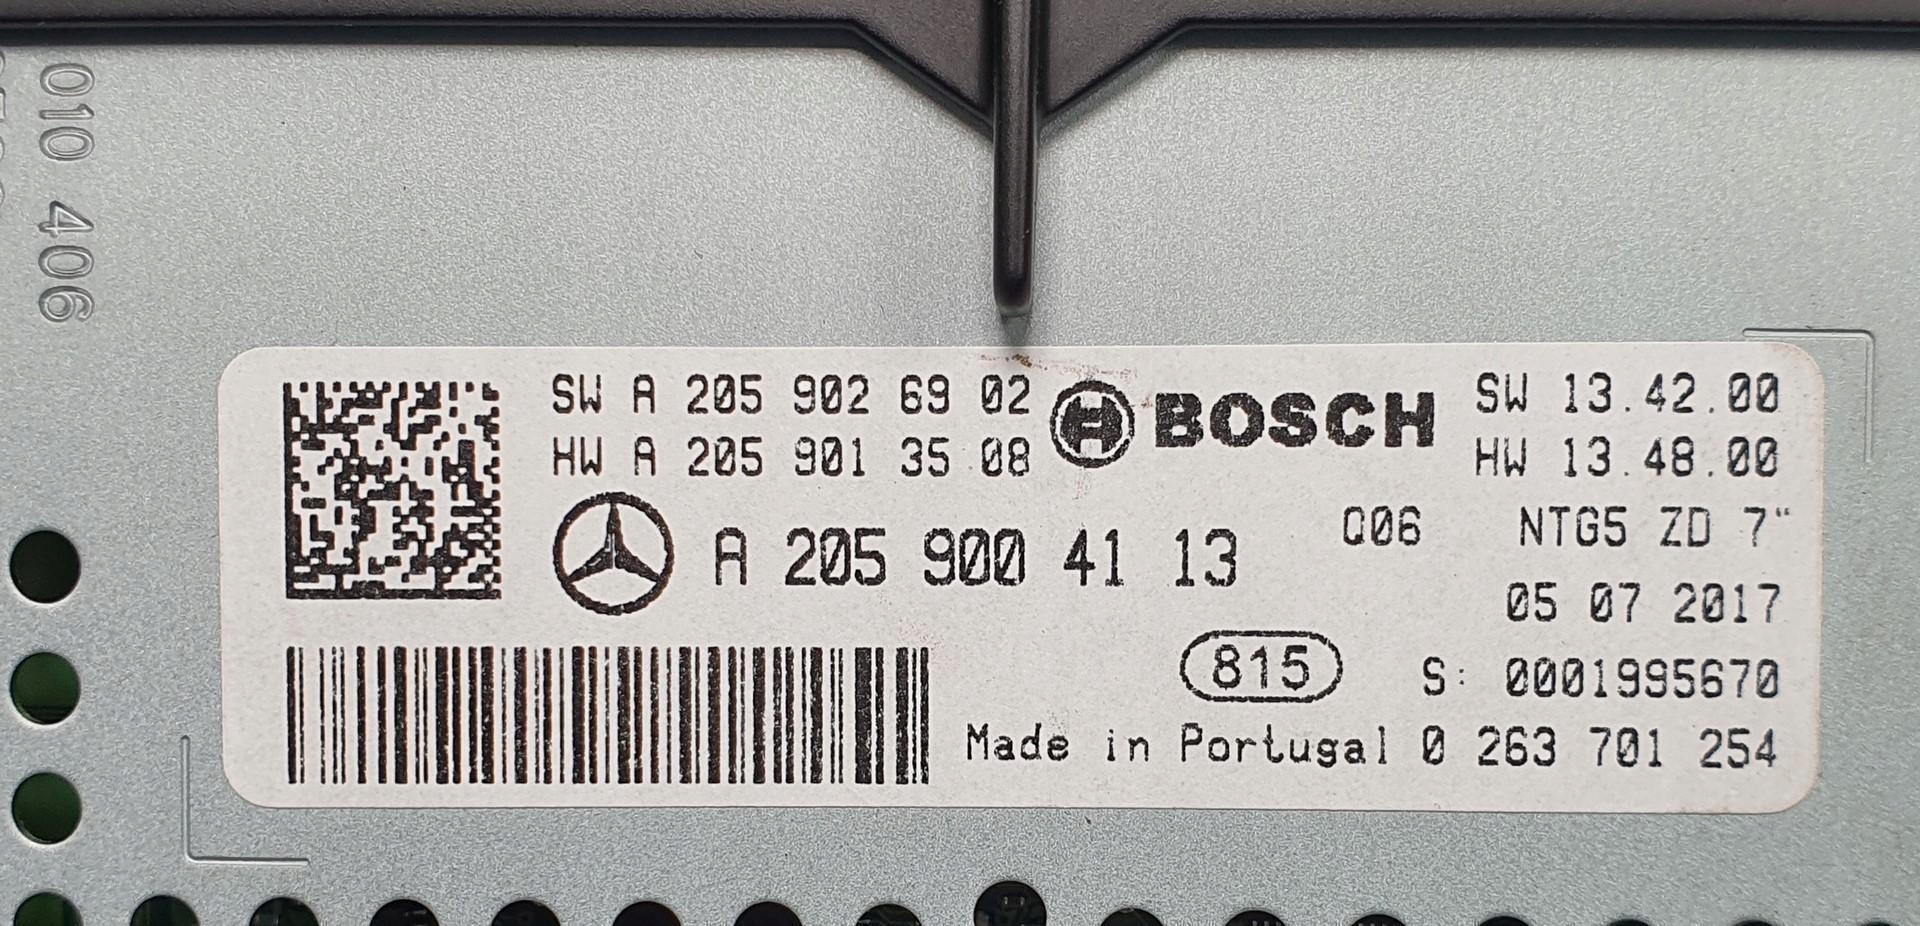 010 406
SW A 205 902 69 02
HW A 205 901 35 08
BOSCH
SW 13.42.00
HW 13.48.00
A 205 900 41 13
Q06 NTG5 ZD 7"
05 07 2017
815
S: 0001995670
Made in Portugal 0 263 701 254